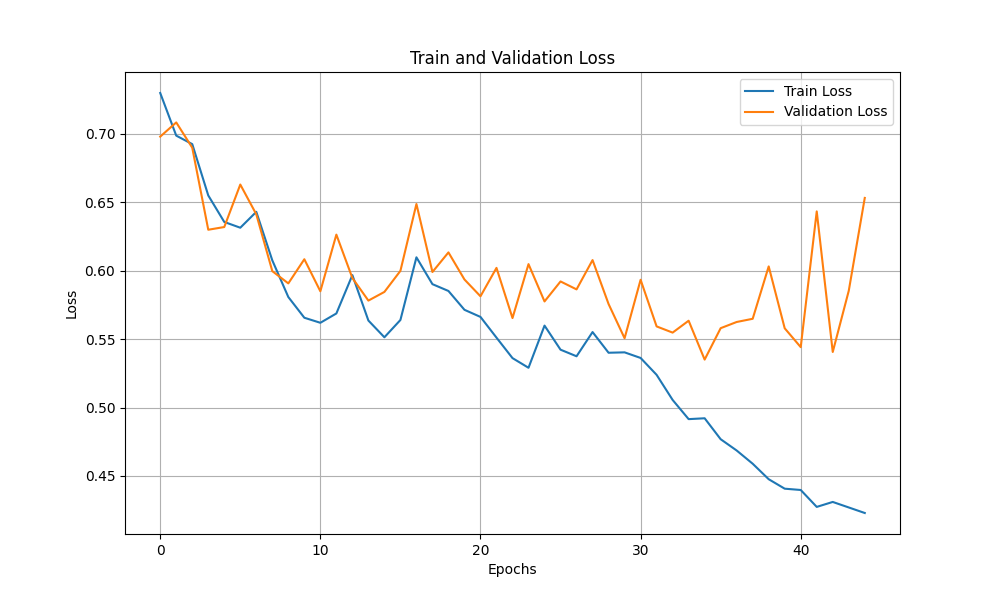 Train and Validation Loss
Train Loss
Validation Loss
0.70
0.65
0.60
0.55
0.50
0.45
Loss
0 10 20 30 40
Epochs